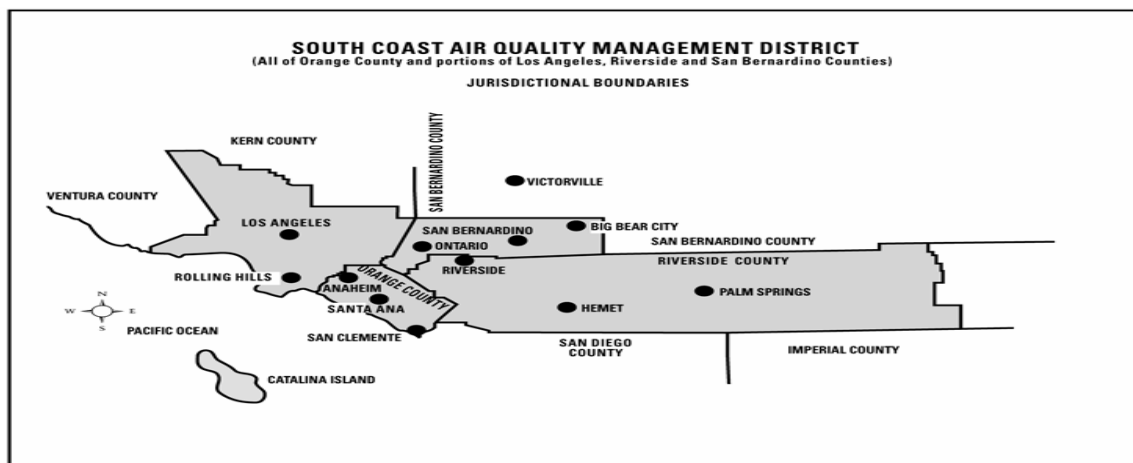 SOUTH COAST AIR QUALITY MANAGEMENT DISTRICT
(All of Orange County and portions of Los Angeles, Riverside and San Bernardino Counties)
JURISDICTIONAL BOUNDARIES
KERN COUNTY
SAN BERNARDINO COUNTY
VENTURA COUNTY
VICTORVILLE
LOS ANGELES
SAN BERNARDINO
BIG BEAR CITY
ONTARIO
SAN BERNARDINO COUNTY
RIVERSIDE
RIVERSIDE COUNTY
ROLLING HILLS
ANAHEIM
ORANGE COUNTY
PALM SPRINGS
SANTA ANA
HEMET
N
W
E
S
PACIFIC OCEAN
SAN CLEMENTE
SAN DIEGO
COUNTY
IMPERIAL COUNTY
CATALINA ISLAND